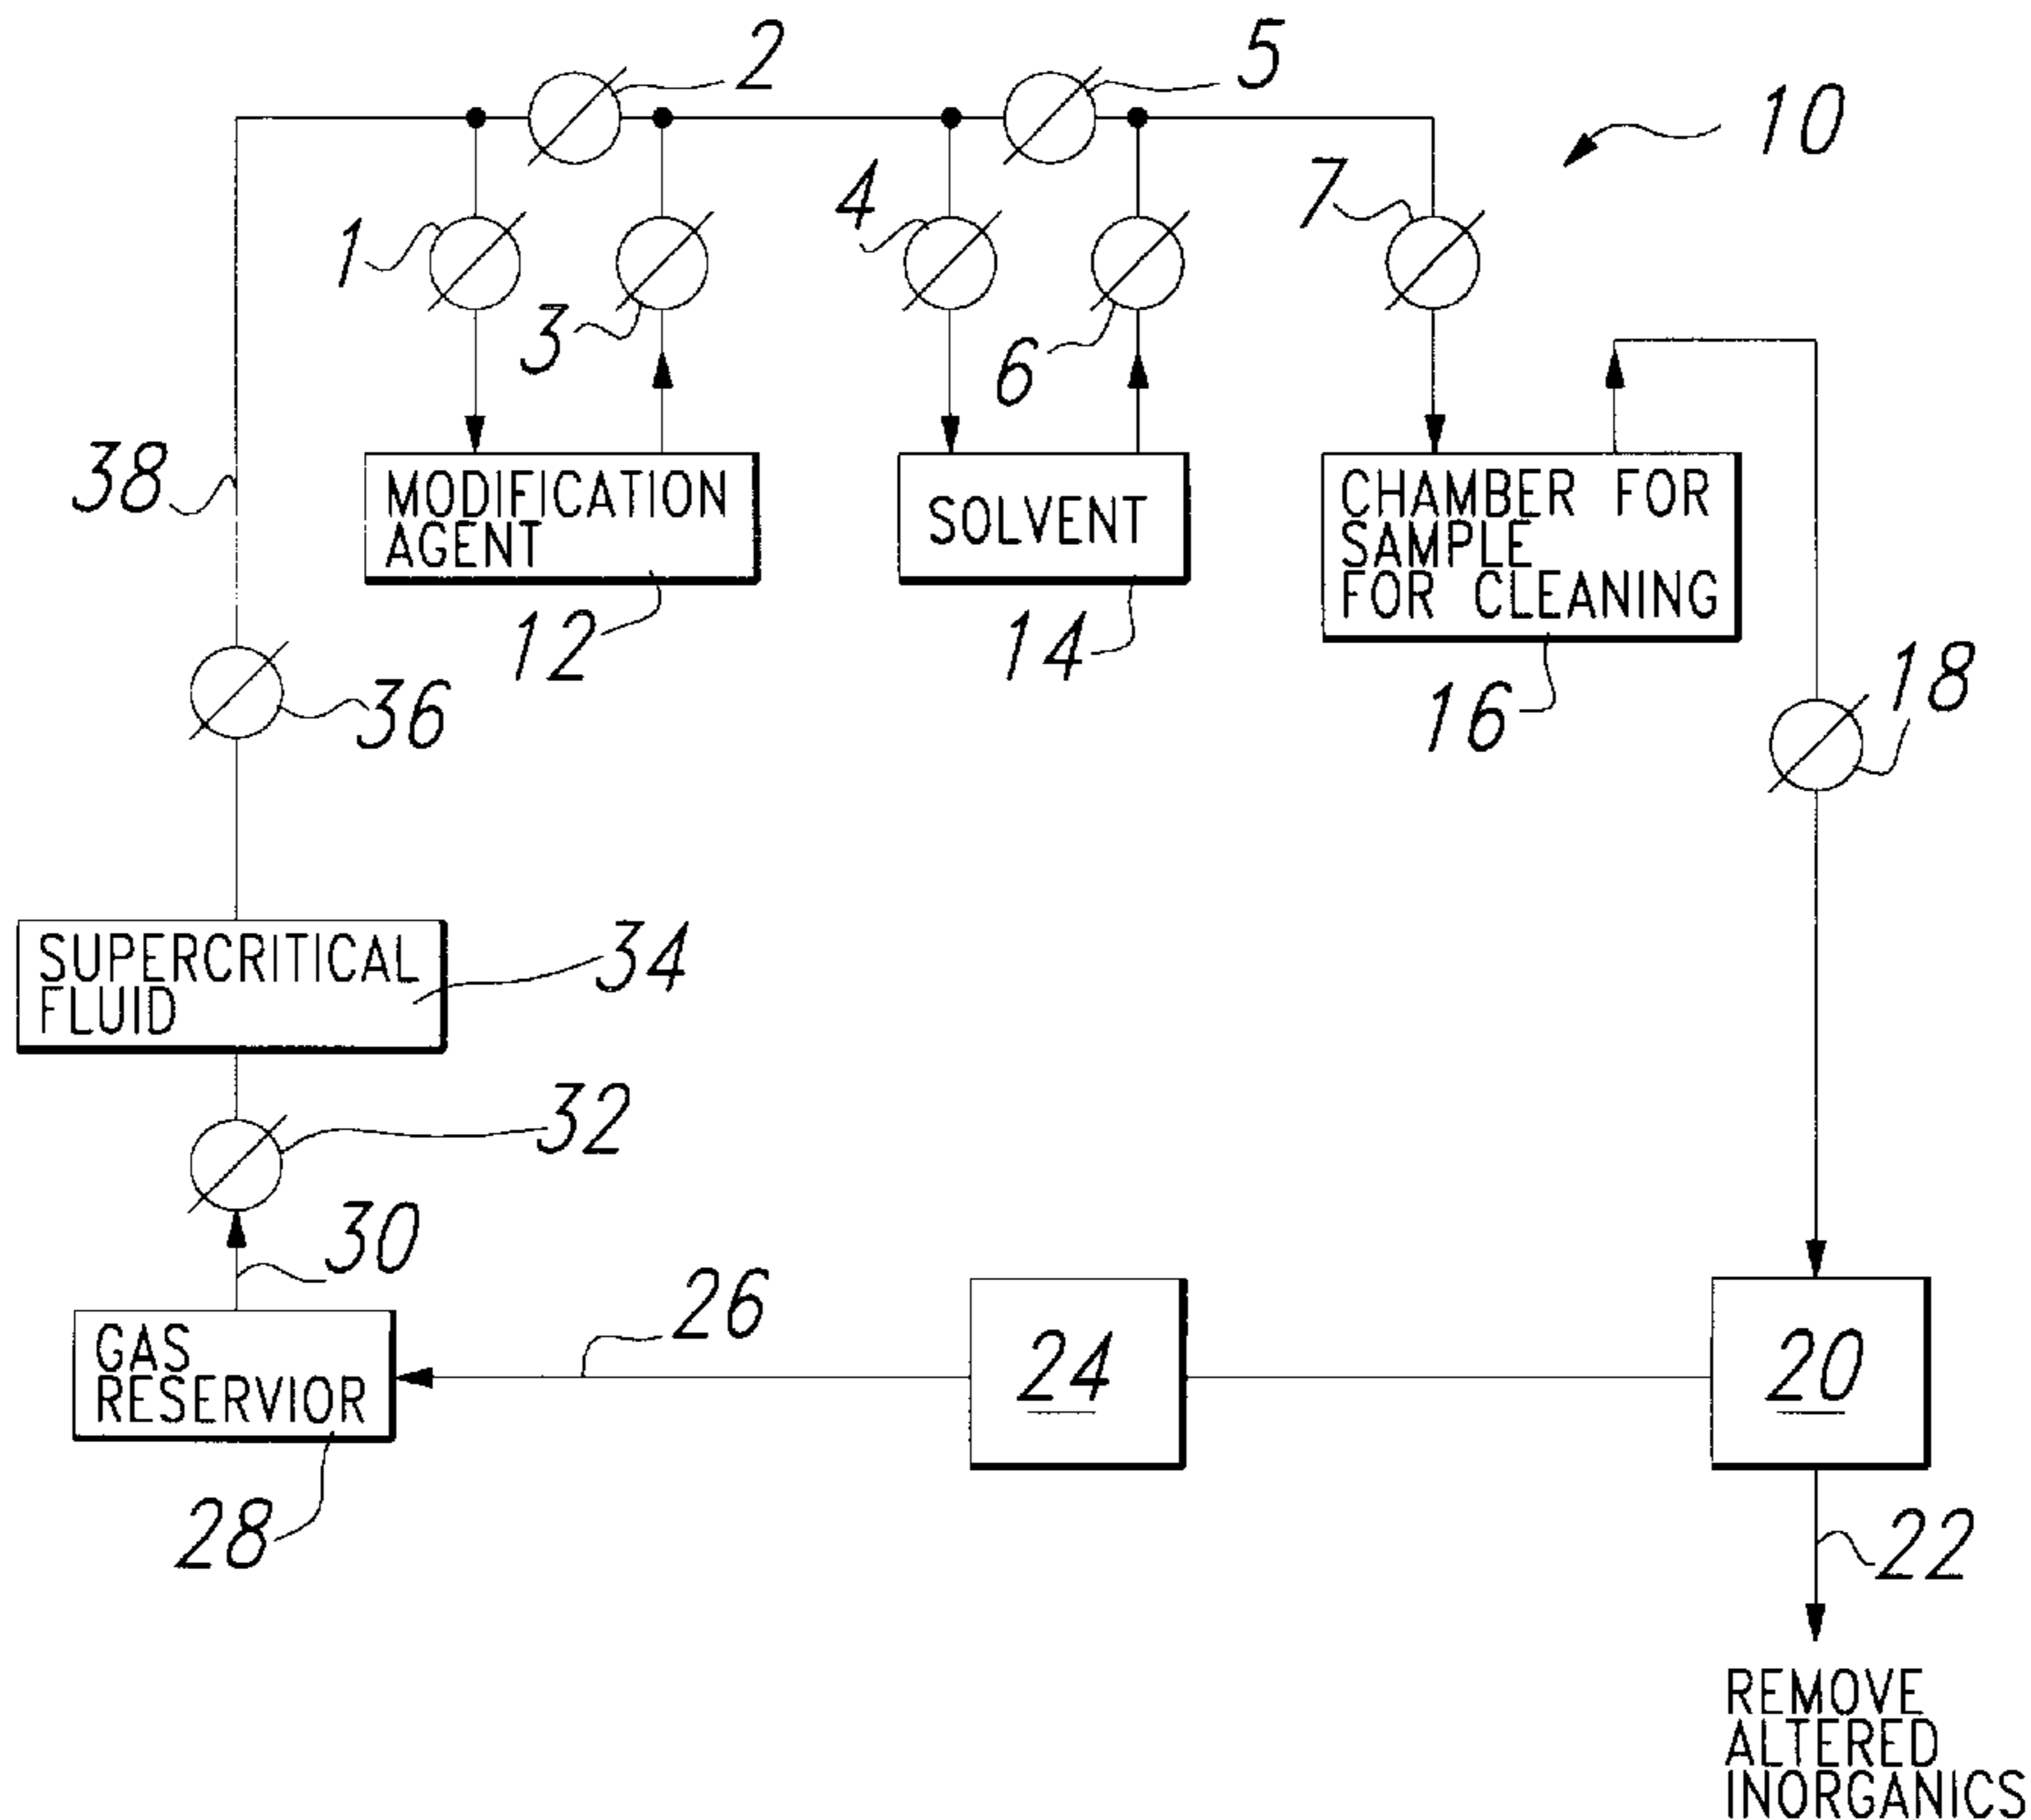 2
5
10
1
3
4
6
7
38
MODIFICATION
AGENT
SOLVENT
CHAMBER FOR
SAMPLE
FOR CLEANING
12
14
16
18
36
SUPERCRITICAL
FLUID
34
32
30
26
GAS
RESERVIOR
24
20
28
22
REMOVE
ALTERED
INORGANICS